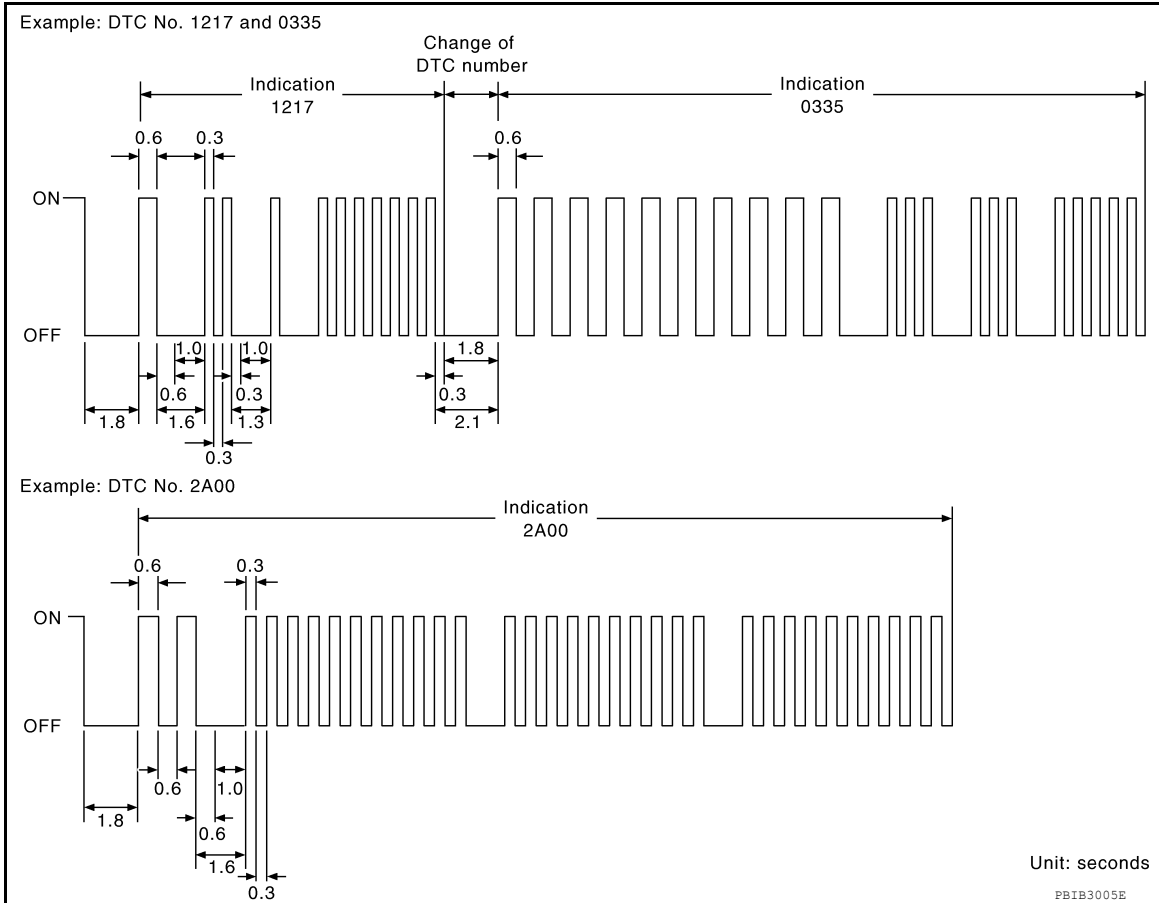 Example: DTC No. 1217 and 0335
Change of
DTC number
Indication
1217
Indication
0335
0.6
0.3
0.6
ON
OFF
1.0
1.0
1.8
0.6
0.3
0.3
1.8
1.6
1.3
2.1
0.3
Example: DTC No. 2A00
Indication
2A00
0.6
0.3
ON
OFF
0.6
1.0
1.8
0.6
1.6
0.3
Unit: seconds
PBIB3005E